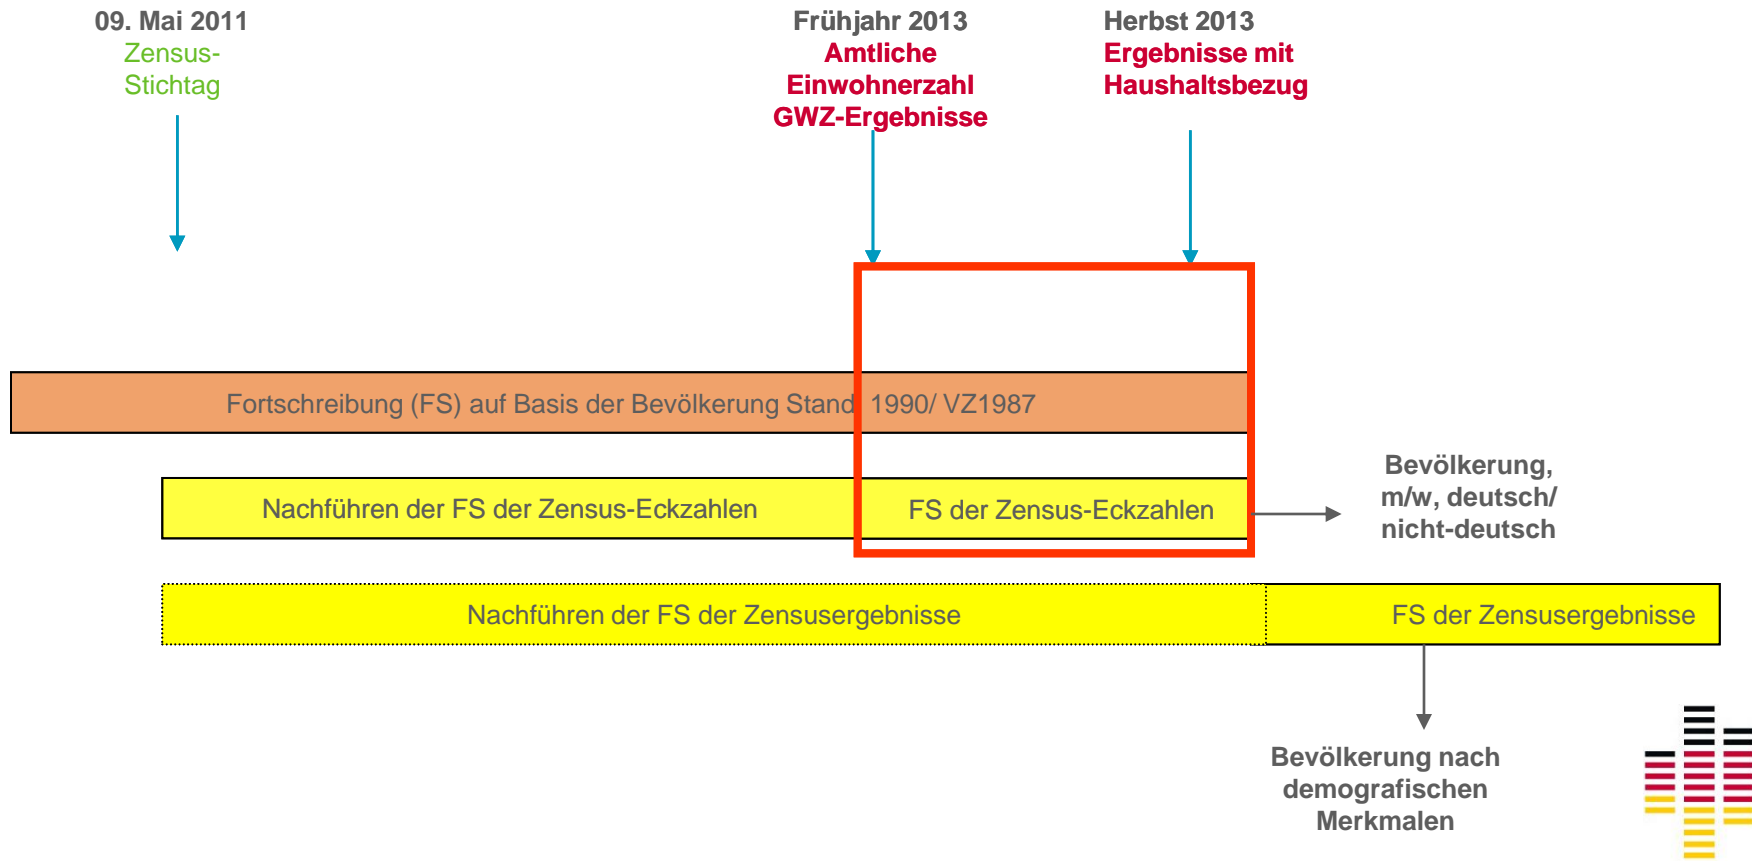 09. Mai 2011
Zensus-
Stichtag
Frühjahr 2013
Amtliche
Einwohnerzahl
GWZ-Ergebnisse
Herbst 2013
Ergebnisse mit
Haushaltsbezug
Fortschreibung (FS) auf Basis der Bevölkerung Stand 1990/ VZ1987
Nachführen der FS der Zensus-Eckzahlen
FS der Zensus-Eckzahlen
Bevölkerung,
m/w, deutsch/
nicht-deutsch
Nachführen der FS der Zensusergebnisse
FS der Zensusergebnisse
Bevölkerung nach
demografischen
Merkmalen